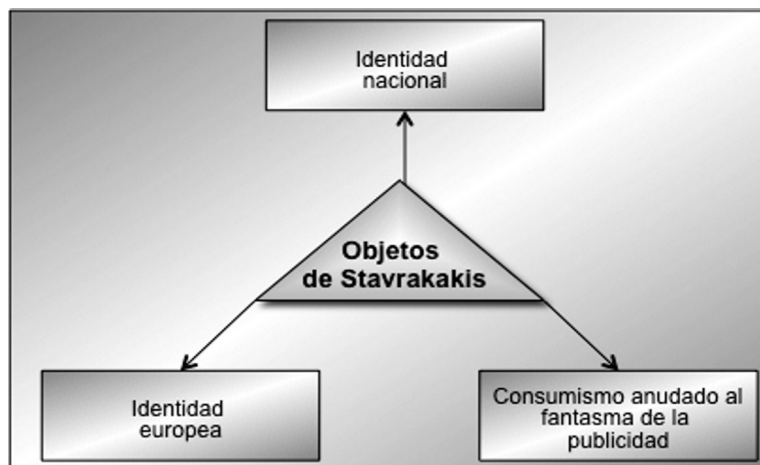 Identidad
nacional
Objetos
de Stavrakakis
Identidad
europea
Consumismo anudado al
fantasma de la
publicidad